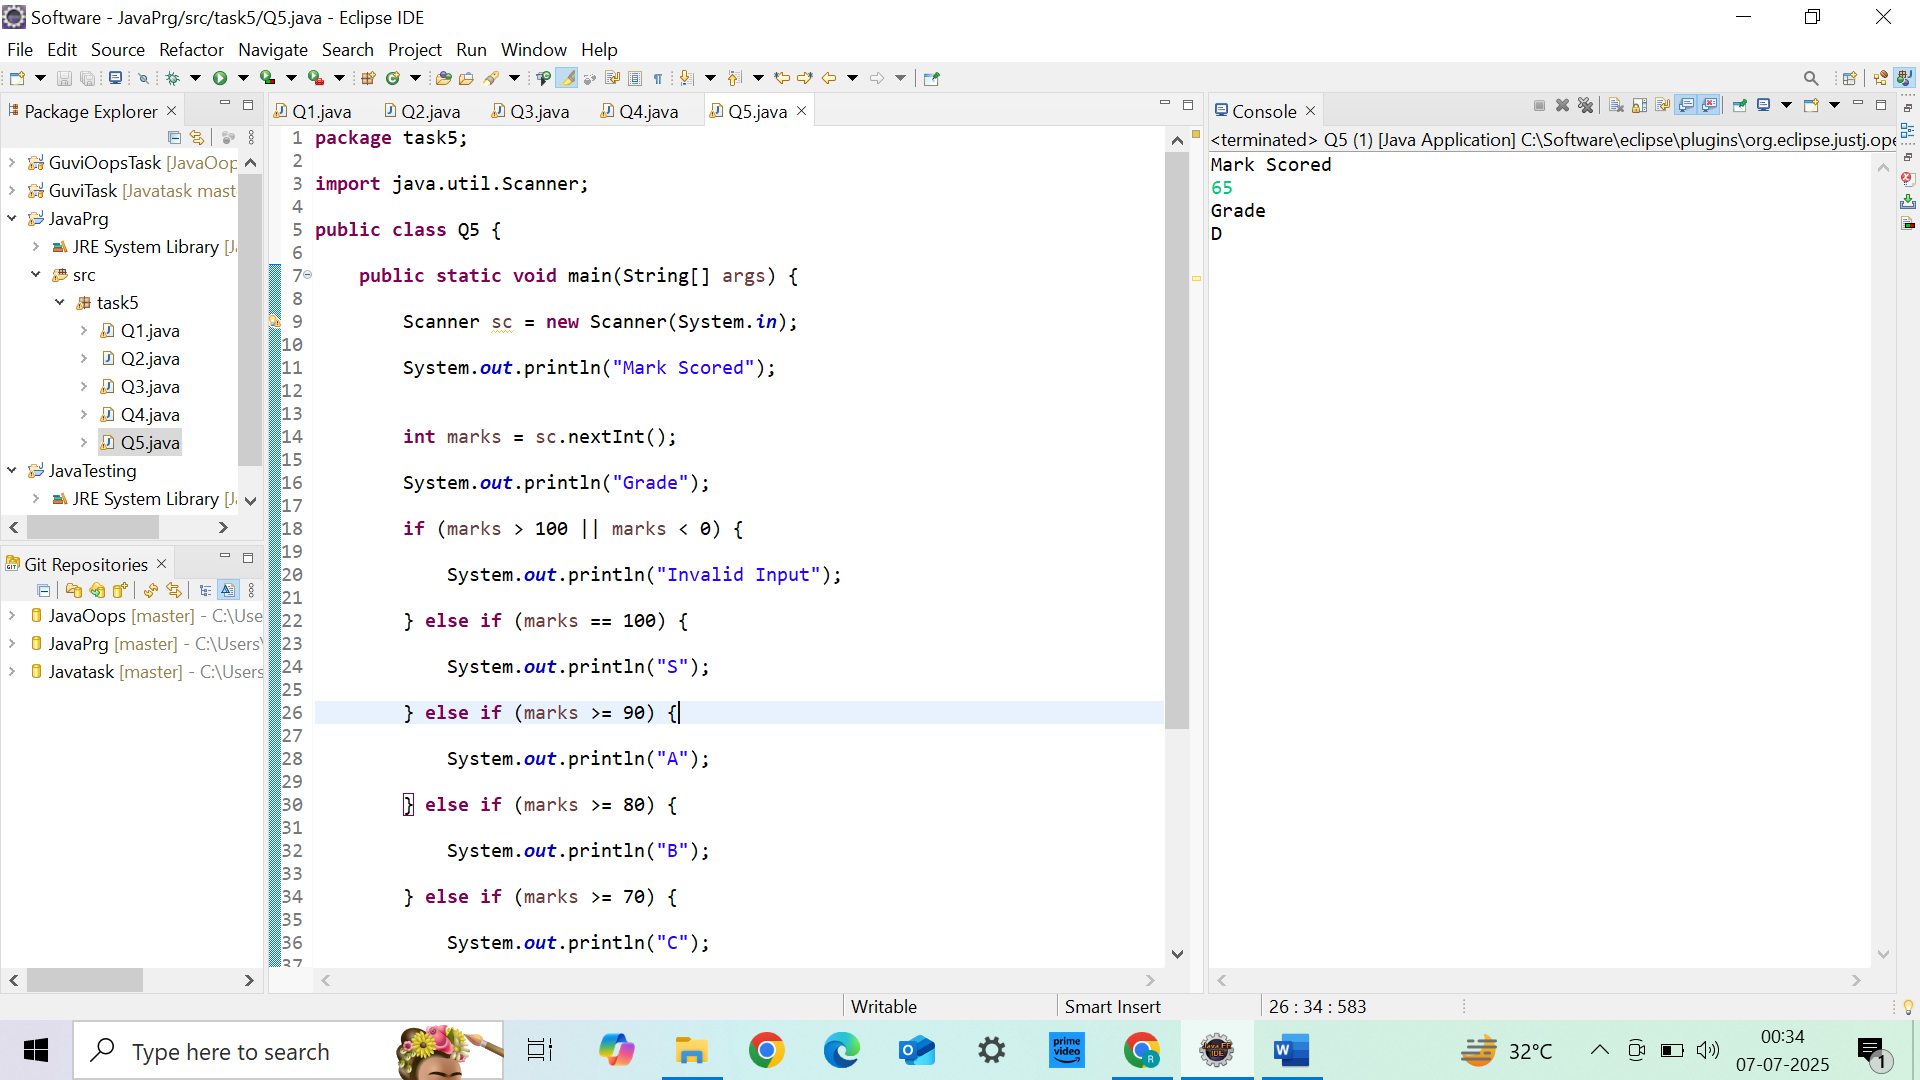 Software - JavaPrg/src/task5/Q5.java - Eclipse IDE
File Edit Source Refactor Navigate Search Project Run Window Help
Package Explorer
GuviOopsTask [JavaOop
GuviTask [Javatask mast
JavaPrg
JRE System Library [J
src
task5
Q1.java
Q2.java
Q3.java
Q4.java
Q5.java
JavaTesting
JRE System Library [J
Git Repositories
JavaOops [master] - C:\Use
JavaPrg [master] - C:\Users\
Javatask [master] - C:\Users
Q1.java Q2.java Q3.java Q4.java Q5.java
1 package task5;
2
3 import java.util.Scanner;
4
5 public class Q5 {
6
7 public static void main(String[] args) {
8
9 Scanner sc = new Scanner(System.in);
10
11 System.out.println("Mark Scored");
12
13
14 int marks = sc.nextInt();
15
16 System.out.println("Grade");
17
18 if (marks > 100 || marks < 0) {
19
20 System.out.println("Invalid Input");
21
22 } else if (marks == 100) {
23
24 System.out.println("S");
25
26 } else if (marks >= 90) {
27
28 System.out.println("A");
29
30 } else if (marks >= 80) {
31
32 System.out.println("B");
33
34 } else if (marks >= 70) {
35
36 System.out.println("C");
37
Console
<terminated> Q5 (1) [Java Application] C:\Software\eclipse\plugins\org.eclipse.justj.ope
Mark Scored
65
Grade
D
Writable Smart Insert 26 : 34 : 583
Type here to search
prime video
32°C
00:34
07-07-2025
1